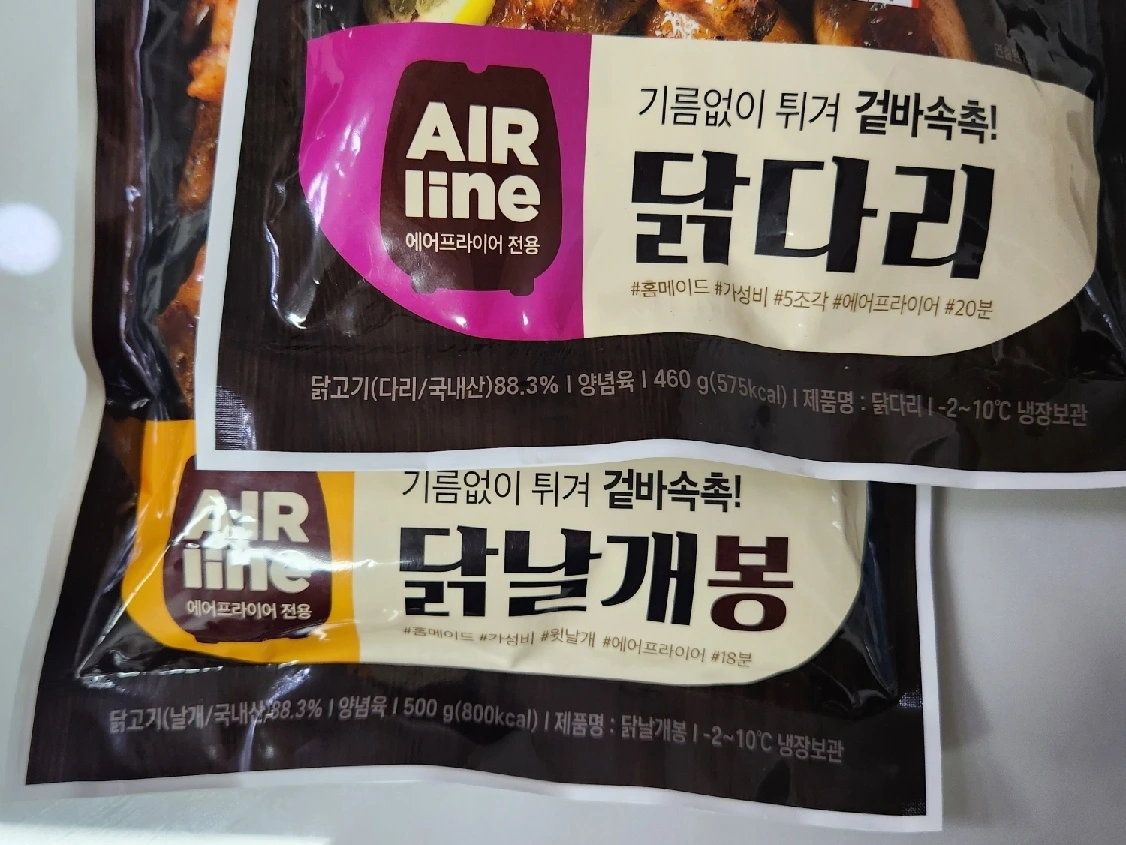 AIR
line
에어프라이어 전용
기름없이 튀겨 겉바속촉!
닭다리
#홈메이드 #가성비 #5조각 #에어프라이어 #20분
닭고기(다리/국내산)88.3% | 양념육 | 460 g(575kcal) | 제품명 : 닭다리 | -2~10℃ 냉장보관
AIR
line
에어프라이어 전용
기름없이 튀겨 겉바속촉!
닭날개봉
#홈메이드 #가성비 #윗날개 #에어프라이어 #18분
닭고기(날개/국내산)88.3% | 양념육 | 500 g(800kcal) | 제품명 : 닭날개봉 | -2~10℃ 냉장보관